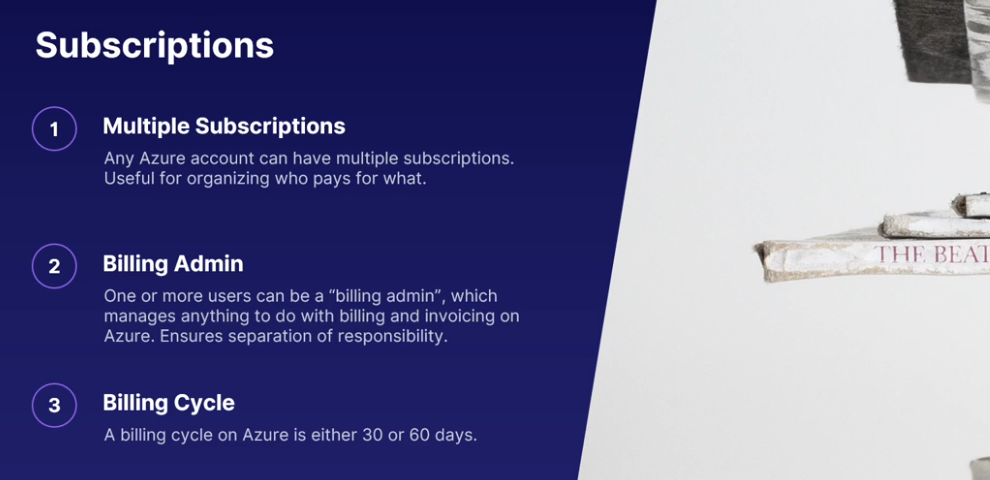 Subscriptions
1
Multiple Subscriptions
Any Azure account can have multiple subscriptions.
Useful for organizing who pays for what.
2
Billing Admin
One or more users can be a “billing admin”, which
manages anything to do with billing and invoicing on
Azure. Ensures separation of responsibility.
THE BEAT
3
Billing Cycle
A billing cycle on Azure is either 30 or 60 days.